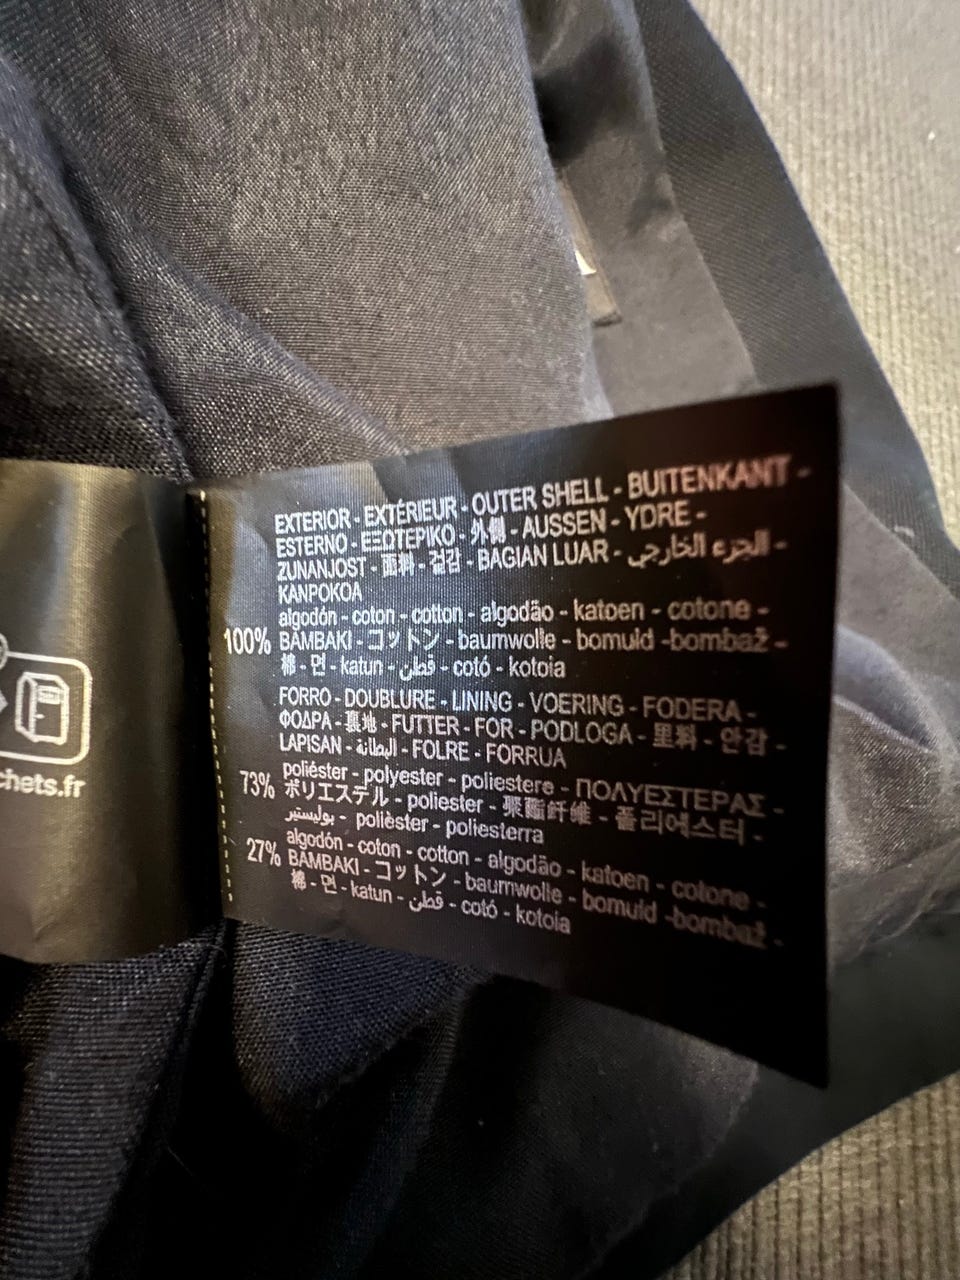 EXTERIOR - EXTÉRIEUR - OUTER SHELL - BUITENKANT -
ESTERNO - ΕΞΩΤΕΡΙΚΟ - 外側 - AUSSEN - YDRE -
ZUNANJOST - 面料 - 겉감 - BAGIAN LUAR - الجزء الخارجي -
KANPOKOA
100% algodón - coton - cotton - algodão - katoen - cotone -
BAMBAKI - コットン - baumwolle - bomuld -bombaž -
棉 - 면 - katun - قطن - cotó - kotoia
FORRO - DOUBLURE - LINING - VOERING - FODERA -
ΦΟΔΡΑ - 裏地 - FUTTER - FOR - PODLOGA - 里料 - 안감 -
LAPISAN - البطانة - FOLRE - FORRUA
73% poliéster - polyester - poliestere - ΠΟΛΥΕΣΤΕΡΑΣ -
ポリエステル - poliester - 聚酯纤维 - 폴리에스터 -
بوليستير - polièster - poliesterra
27% algodón - coton - cotton - algodão - katoen - cotone -
BAMBAKI - コットン - baumwolle - bomuld -bombaž -
棉 - 면 - katun - قطن - cotó - kotoia
chets.fr